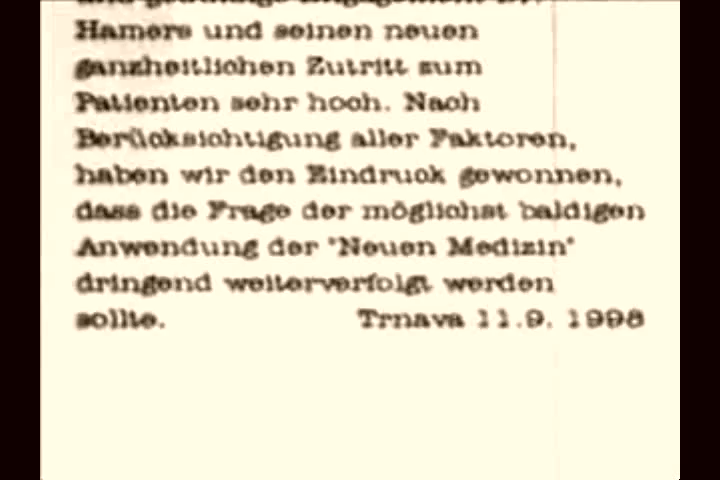 Hamers und seinen neuen
ganzheitlichen Zutritt zum
Patienten sehr hoch. Nach
Berücksichtigung aller Faktoren,
haben wir den Eindruck gewonnen,
dass die Frage der möglichst baldigen
Anwendung der "Neuen Medizin"
dringend weiterverfolgt werden
sollte. Trnava 11.9. 1998